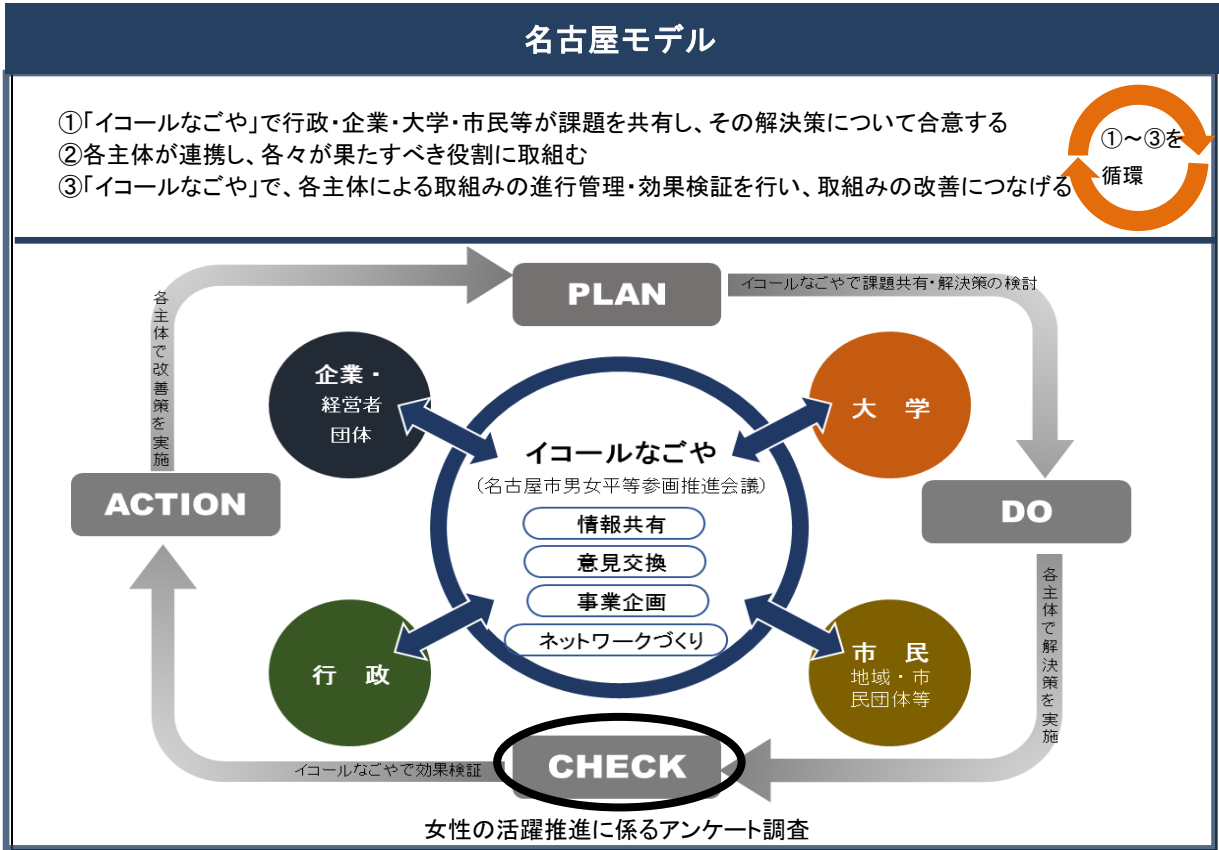 名古屋モデル
①「イコールなごや」で行政・企業・大学・市民等が課題を共有し、その解決策について合意する
②各主体が連携し、各々が果たすべき役割に取組む
③「イコールなごや」で、各主体による取組みの進行管理・効果検証を行い、取組みの改善につなげる
①～③を
循環
PLAN
イコールなごやで課題共有・解決策の検討
各主体で改善策を実施
企業・
経営者
団体
大　学
イコールなごや
（名古屋市男女平等参画推進会議）
情報共有
意見交換
事業企画
ネットワークづくり
ACTION
DO
各主体で解決策を実施
行　政
市　民
地域・市
民団体等
CHECK
イコールなごやで効果検証
女性の活躍推進に係るアンケート調査